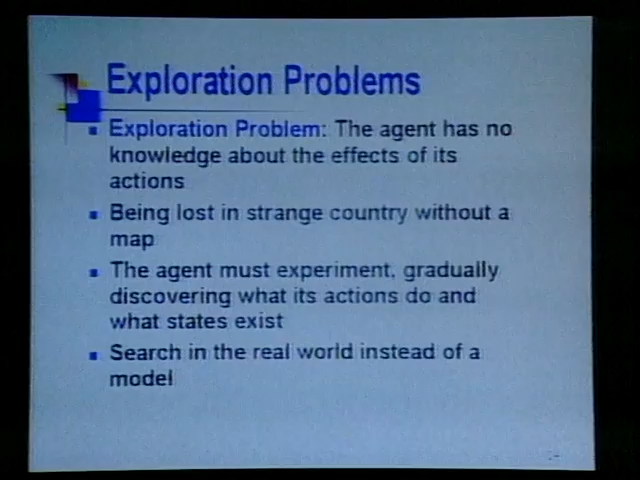 Exploration Problems
Exploration Problem: The agent has no
knowledge about the effects of its
actions
Being lost in strange country without a
map
The agent must experiment, gradually
discovering what its actions do and
what states exist
Search in the real world instead of a
model